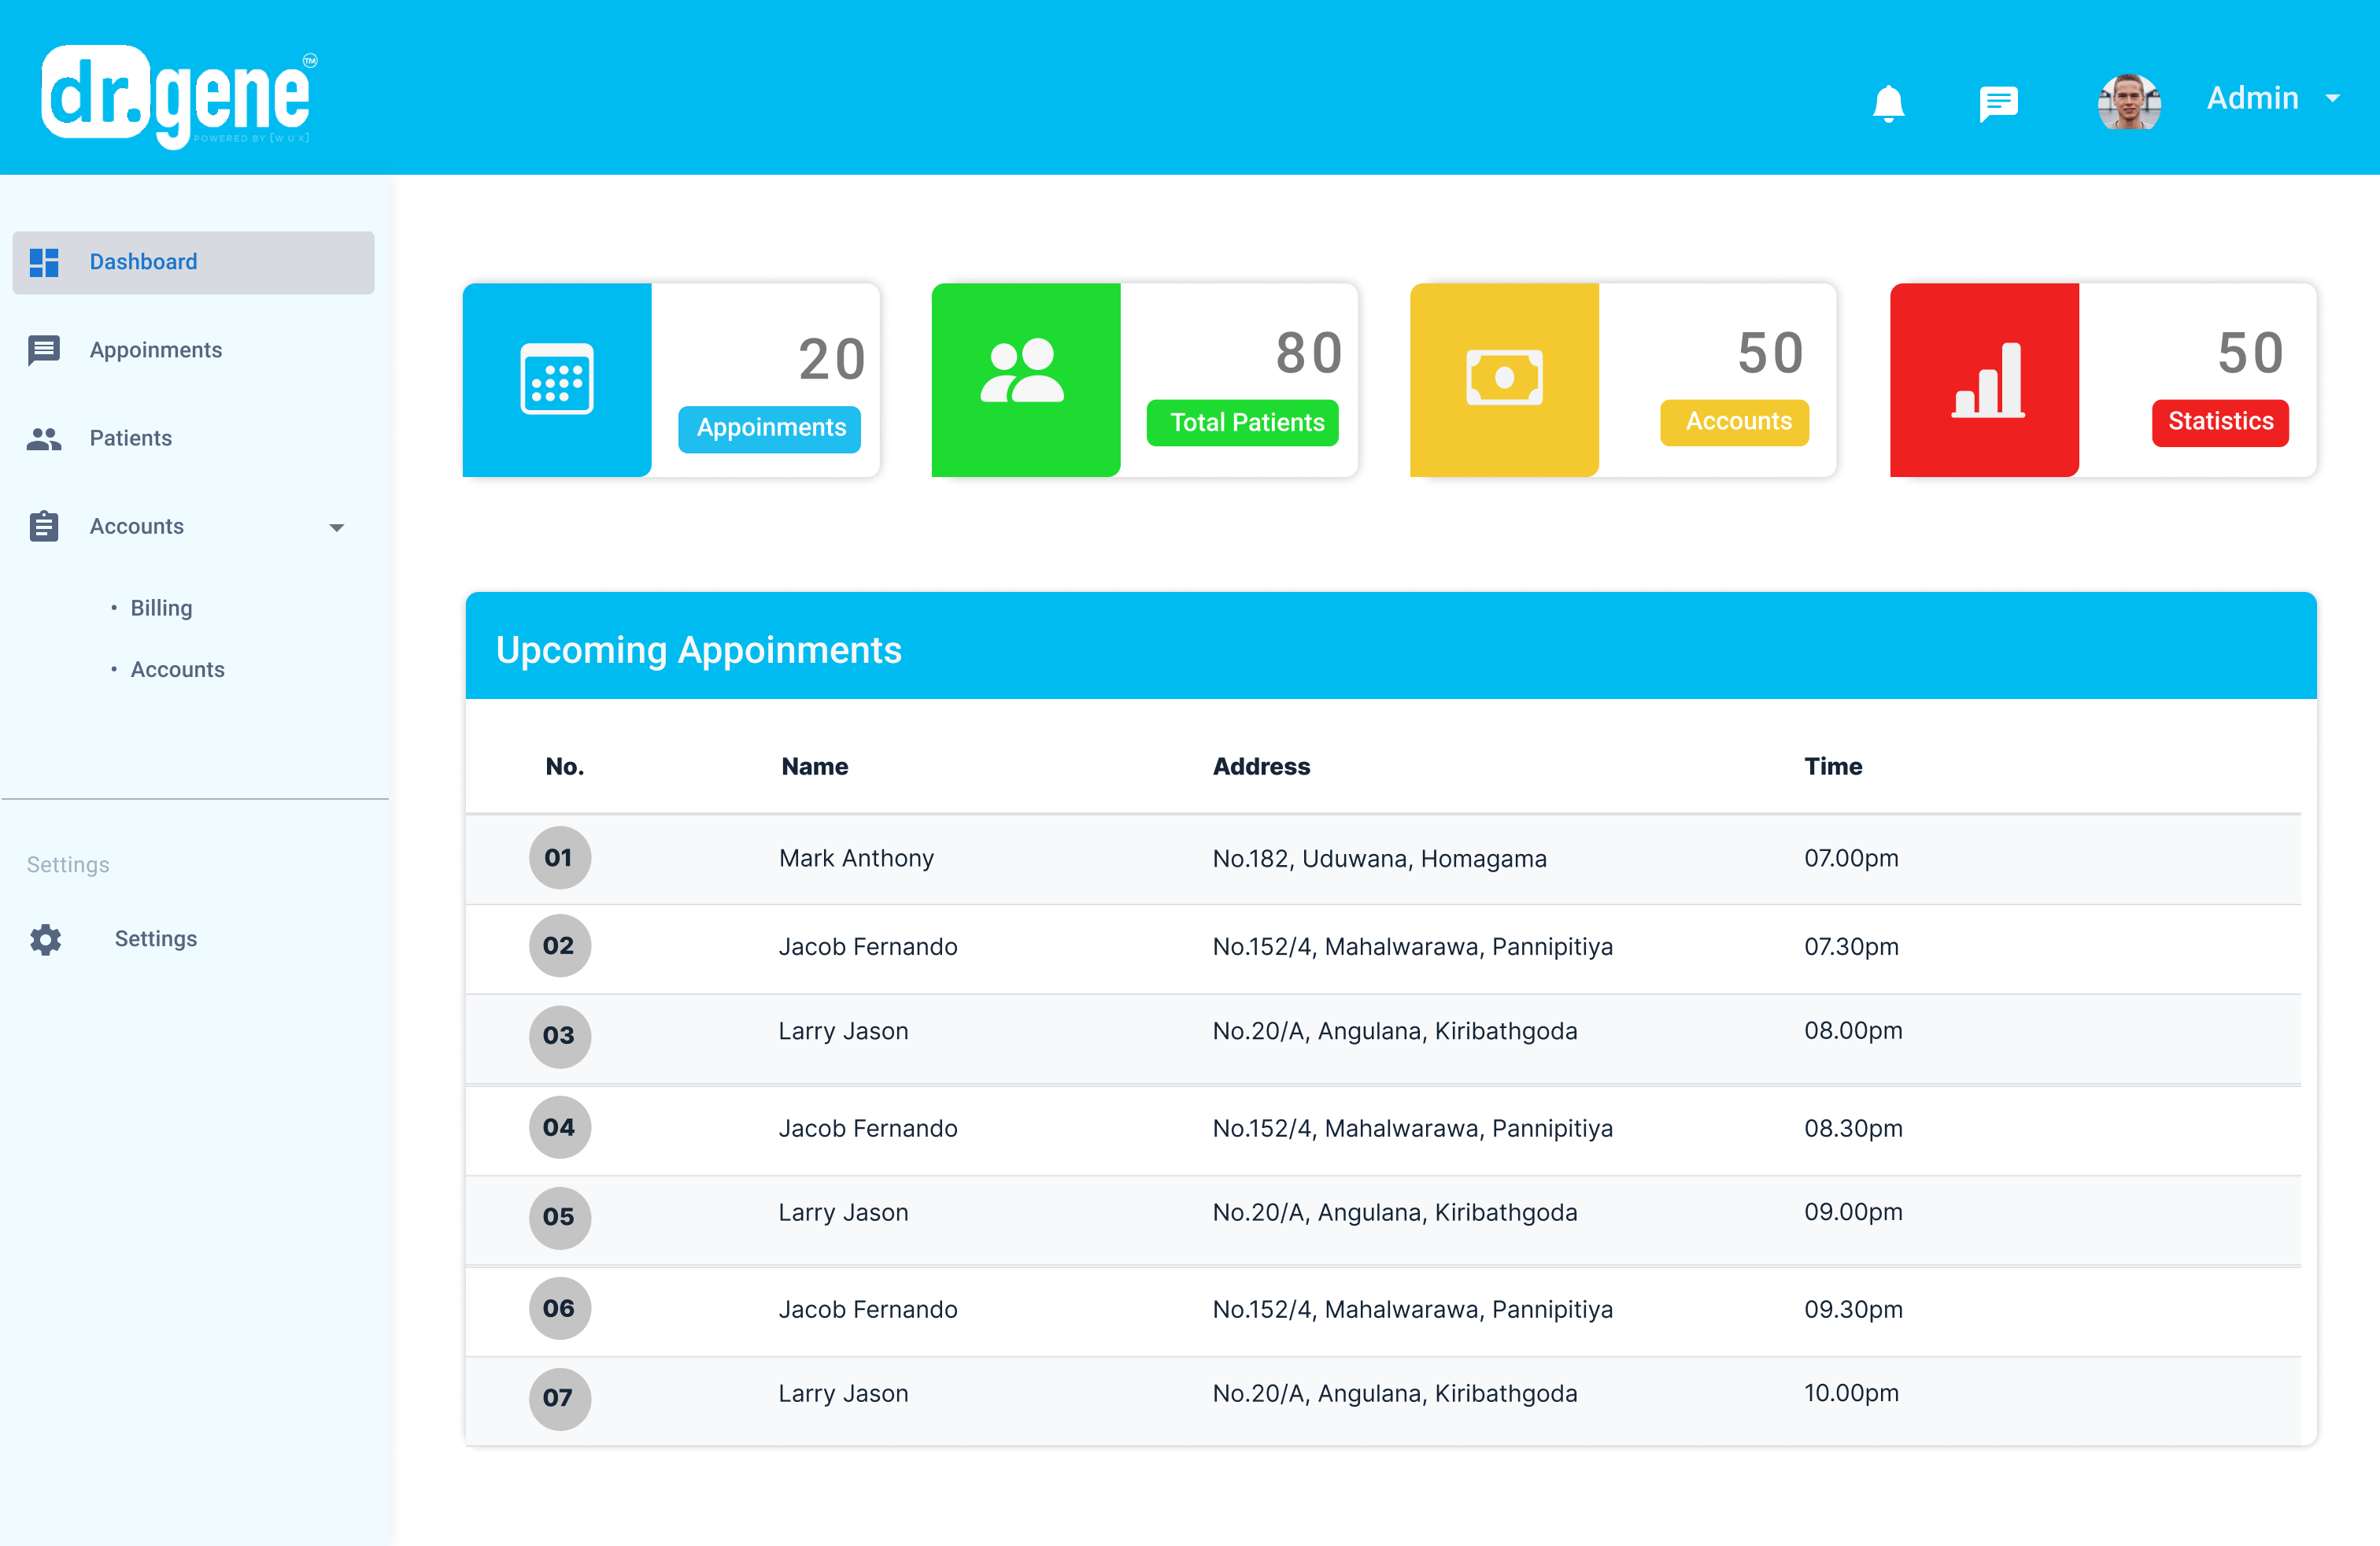 dr.gene TM
POWERED BY [W U X]
Admin
Dashboard
Appoinments
Patients
Accounts
• Billing
• Accounts
Settings
Settings
20
Appoinments
80
Total Patients
50
Accounts
50
Statistics
Upcoming Appoinments
No. Name Address Time
01 Mark Anthony No.182, Uduwana, Homagama 07.00pm
02 Jacob Fernando No.152/4, Mahalwarawa, Pannipitiya 07.30pm
03 Larry Jason No.20/A, Angulana, Kiribathgoda 08.00pm
04 Jacob Fernando No.152/4, Mahalwarawa, Pannipitiya 08.30pm
05 Larry Jason No.20/A, Angulana, Kiribathgoda 09.00pm
06 Jacob Fernando No.152/4, Mahalwarawa, Pannipitiya 09.30pm
07 Larry Jason No.20/A, Angulana, Kiribathgoda 10.00pm